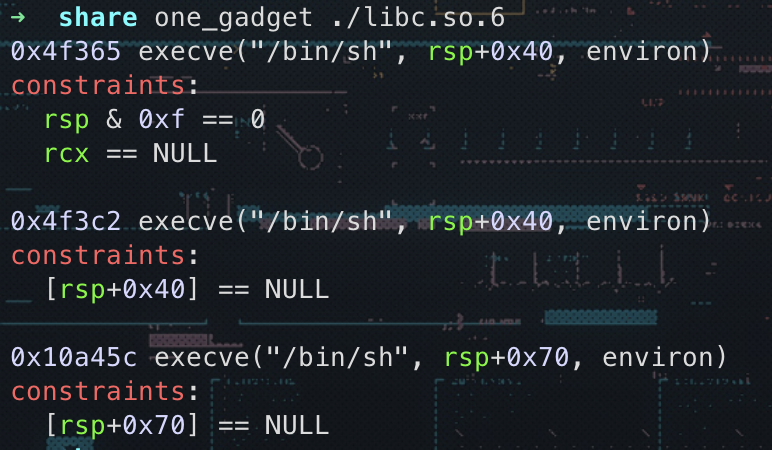 → share one_gadget ./libc.so.6
0x4f365 execve("/bin/sh", rsp+0x40, environ)
constraints:
  rsp & 0xf == 0
  rcx == NULL

0x4f3c2 execve("/bin/sh", rsp+0x40, environ)
constraints:
  [rsp+0x40] == NULL

0x10a45c execve("/bin/sh", rsp+0x70, environ)
constraints:
  [rsp+0x70] == NULL